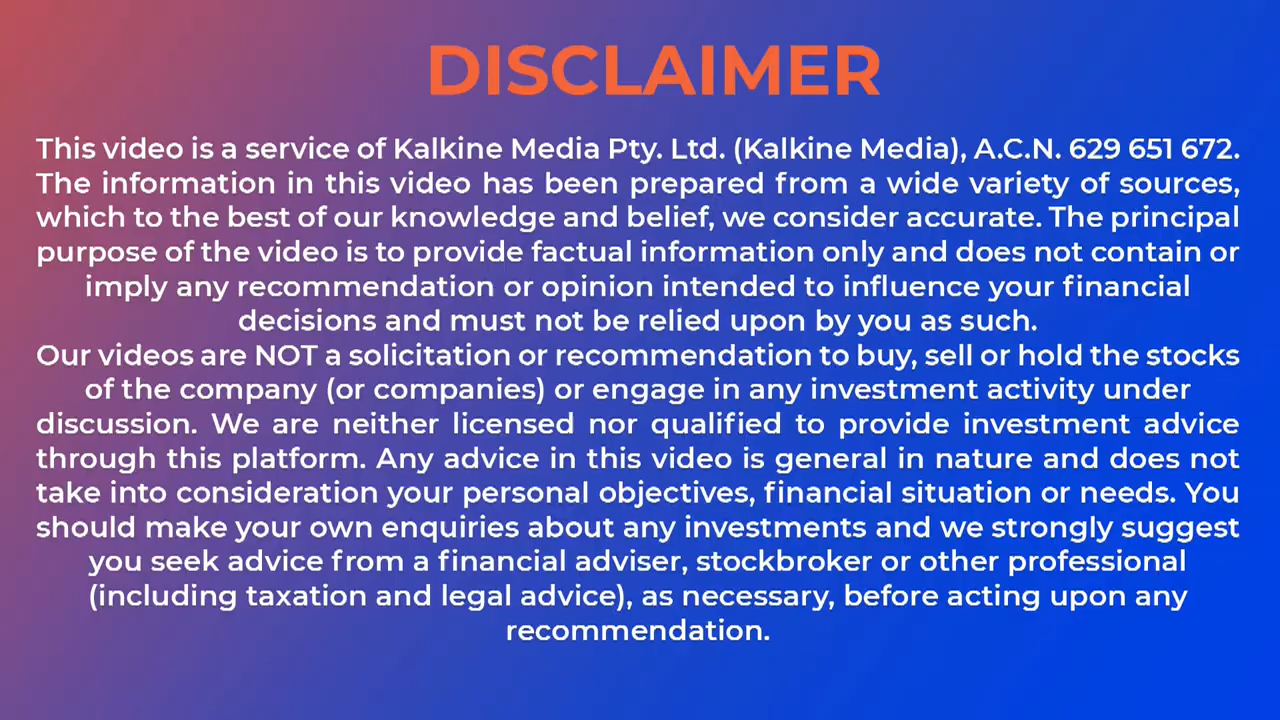 DISCLAIMER
This video is a service of Kalkine Media Pty. Ltd. (Kalkine Media), A.C.N. 629 651 672.
The information in this video has been prepared from a wide variety of sources,
which to the best of our knowledge and belief, we consider accurate. The principal
purpose of the video is to provide factual information only and does not contain or
imply any recommendation or opinion intended to influence your financial
decisions and must not be relied upon by you as such.
Our videos are NOT a solicitation or recommendation to buy, sell or hold the stocks
of the company (or companies) or engage in any investment activity under
discussion. We are neither licensed nor qualified to provide investment advice
through this platform. Any advice in this video is general in nature and does not
take into consideration your personal objectives, financial situation or needs. You
should make your own enquiries about any investments and we strongly suggest
you seek advice from a financial adviser, stockbroker or other professional
(including taxation and legal advice), as necessary, before acting upon any
recommendation.